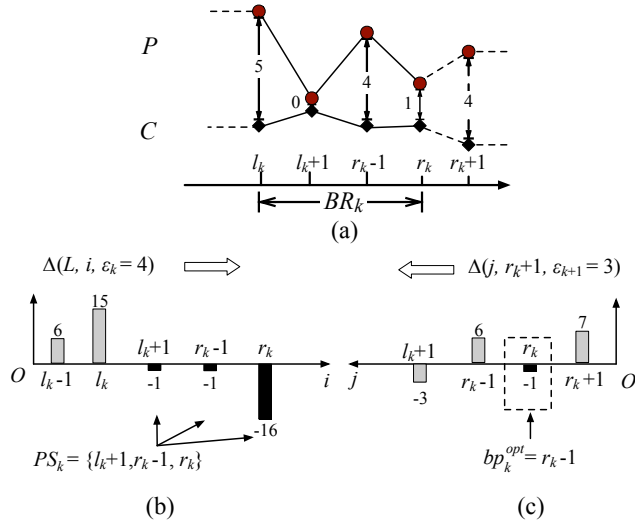 P
5
4
4
0
1
C
l_k l_k+1 r_k-1 r_k r_k+1
BR_k
(a)
Δ(L, i, ε_k = 4)
Δ(j, r_k+1, ε_{k+1} = 3)
6 15 l_k+1 r_k-1 r_k
O l_k-1 l_k -1 -1 -16 i
PS_k = {l_k+1, r_k-1, r_k}
(b)
l_k+1 6 r_k 7
j -3 r_k-1 -1 r_k+1 O
bp_k^{opt} = r_k-1
(c)